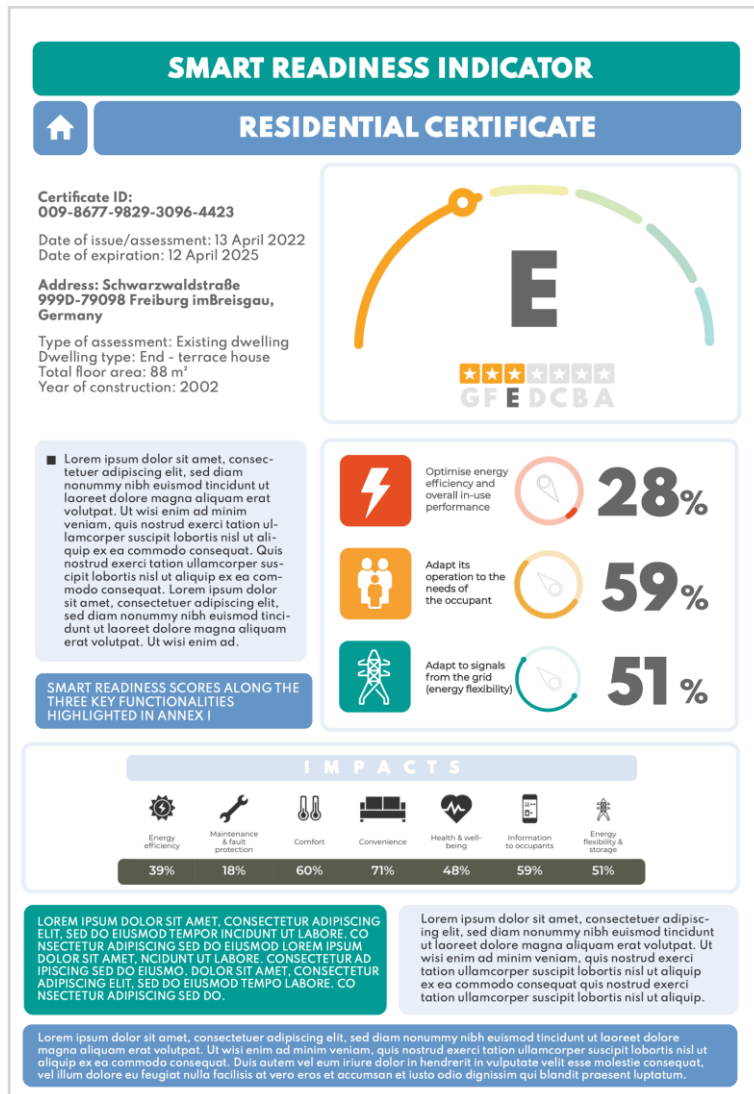 SMART READINESS INDICATOR
RESIDENTIAL CERTIFICATE
Certificate ID:
009-8677-9829-3096-4423
Date of issue/assessment: 13 April 2022
Date of expiration: 12 April 2025
Address: Schwarzwaldstraße
999D-79098 Freiburg imBreisgau,
Germany
Type of assessment: Existing dwelling
Dwelling type: End - terrace house
Total floor area: 88 m²
Year of construction: 2002
E
G F E D C B A
Lorem ipsum dolor sit amet, consec-
tetuer adipiscing elit, sed diam
nonummy nibh euismod tincidunt ut
laoreet dolore magna aliquam erat
volutpat. Ut wisi enim ad minim
veniam, quis nostrud exerci tation ul-
lamcorper suscipit lobortis nisl ut ali-
quip ex ea commodo consequat. Quis
nostrud exerci tation ullamcorper sus-
cipit lobortis nisl ut aliquip ex ea com-
modo consequat. Lorem ipsum dolor
sit amet, consectetuer adipiscing elit,
sed diam nonummy nibh euismod tinci-
dunt ut laoreet dolore magna aliquam
erat volutpat. Ut wisi enim ad.
SMART READINESS SCORES ALONG THE
THREE KEY FUNCTIONALITIES
HIGHLIGHTED IN ANNEX I
Optimise energy
efficiency and
overall in-use
performance
28%
Adapt its
operation to the
needs of
the occupant
59%
Adapt to signals
from the grid
(energy flexibility)
51%
IMPACTS
Energy
efficiency
Maintenance
& fault
protection
Comfort
Convenience
Health & well-
being
Information
to occupants
Energy
flexibility &
storage
39% 18% 60% 71% 48% 59% 51%
LOREM IPSUM DOLOR SIT AMET, CONSECTETUR ADIPISCING
ELIT, SED DO EIUSMOD TEMPOR INCIDUNT UT LABORE. CO
NSECTETUR ADIPISCING SED DO EIUSMOD LOREM IPSUM
DOLOR SIT AMET, NCIDUNT UT LABORE. CONSECTETUR AD
IPISCING SED DO EIUSMO. DOLOR SIT AMET, CONSECTETUR
ADIPISCING ELIT, SED DO EIUSMOD TEMPO LABORE. CO
NSECTETUR ADIPISCING SED DO.
Lorem ipsum dolor sit amet, consectetuer adipisc-
ing elit, sed diam nonummy nibh euismod tincidunt
ut laoreet dolore magna aliquam erat volutpat. Ut
wisi enim ad minim veniam, quis nostrud exerci
tation ullamcorper suscipit lobortis nisl ut aliquip
ex ea commodo consequat quis nostrud exerci
tation ullamcorper suscipit lobortis nisl ut aliquip.
Lorem ipsum dolor sit amet, consectetuer adipiscing elit, sed diam nonummy nibh euismod tincidunt ut laoreet dolore
magna aliquam erat volutpat. Ut wisi enim ad minim veniam, quis nostrud exerci tation ullamcorper suscipit lobortis nisl ut
aliquip ex ea commodo consequat. Duis autem vel eum iriure dolor in hendrerit in vulputate velit esse molestie consequat,
vel illum dolore eu feugiat nulla facilisis at vero eros et accumsan et iusto odio dignissim qui blandit praesent luptatum.